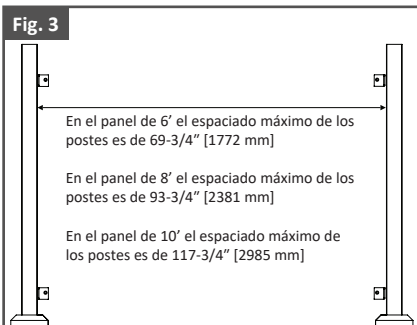 Fig. 3
En el panel de 6’ el espaciado máximo de los
postes es de 69-3/4” [1772 mm]
En el panel de 8’ el espaciado máximo de los
postes es de 93-3/4” [2381 mm]
En el panel de 10’ el espaciado máximo de
los postes es de 117-3/4” [2985 mm]